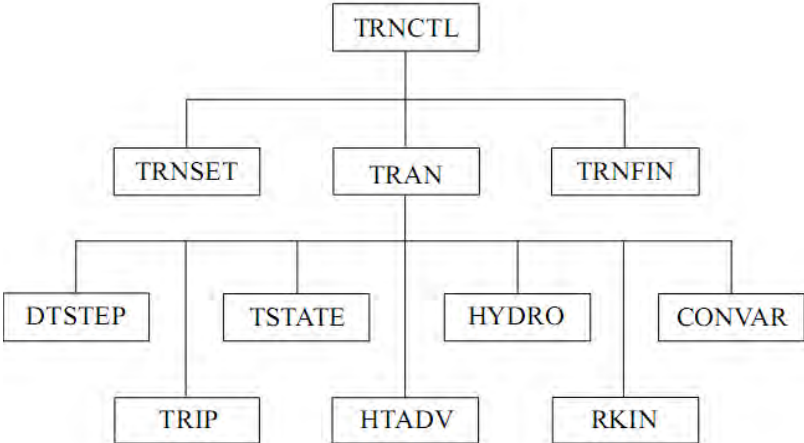 TRNCTL
TRNSET TRAN TRNFIN
DTSTEP TSTATE HYDRO CONVAR
TRIP HTADV RKIN